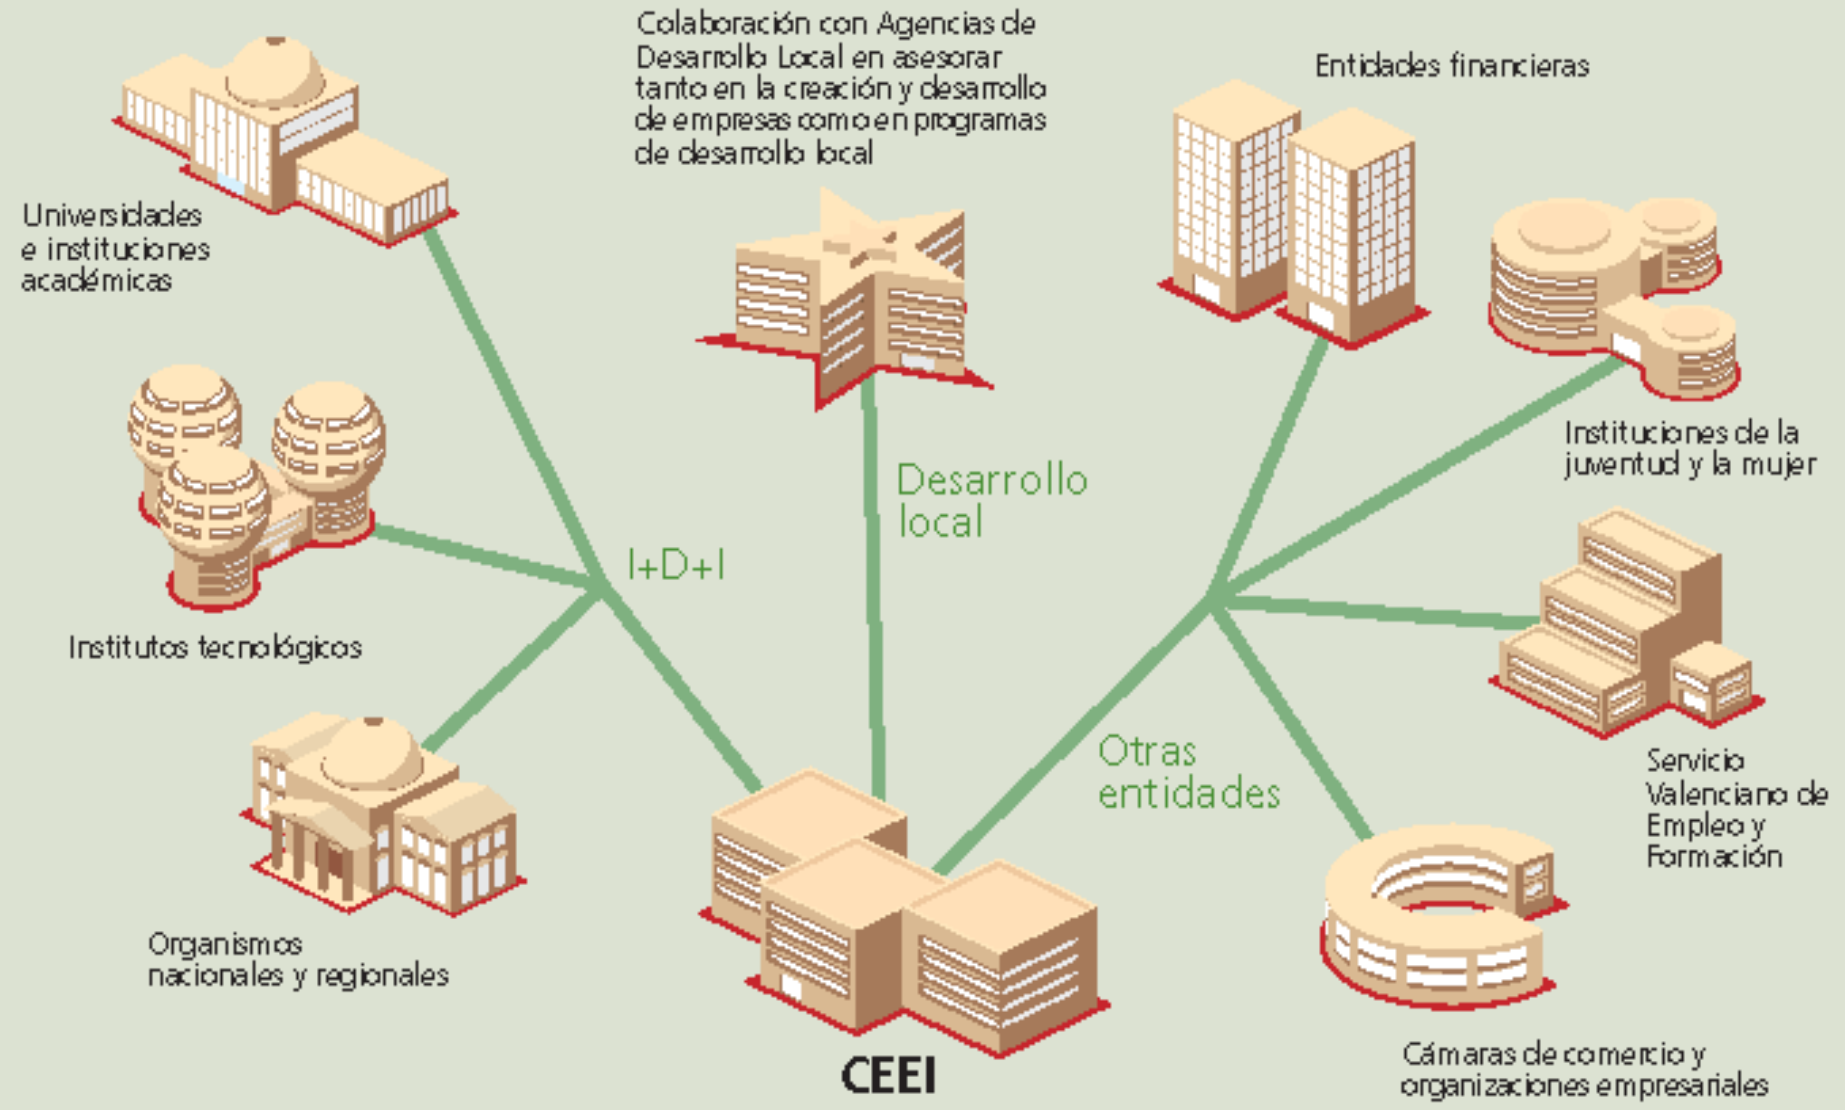 Colaboración con Agencias de
Desarrollo Local en asesorar
tanto en la creación y desarrollo
de empresas como en programas
de desarrollo local
Entidades financieras
Universidades
e instituciones
académicas
Instituciones de la
juventud y la mujer
Desarrollo
local
I+D+I
Institutos tecnológicos
Otras
entidades
Servicio
Valenciano de
Empleo y
Formación
Organismos
nacionales y regionales
CEEI
Cámaras de comercio y
organizaciones empresariales